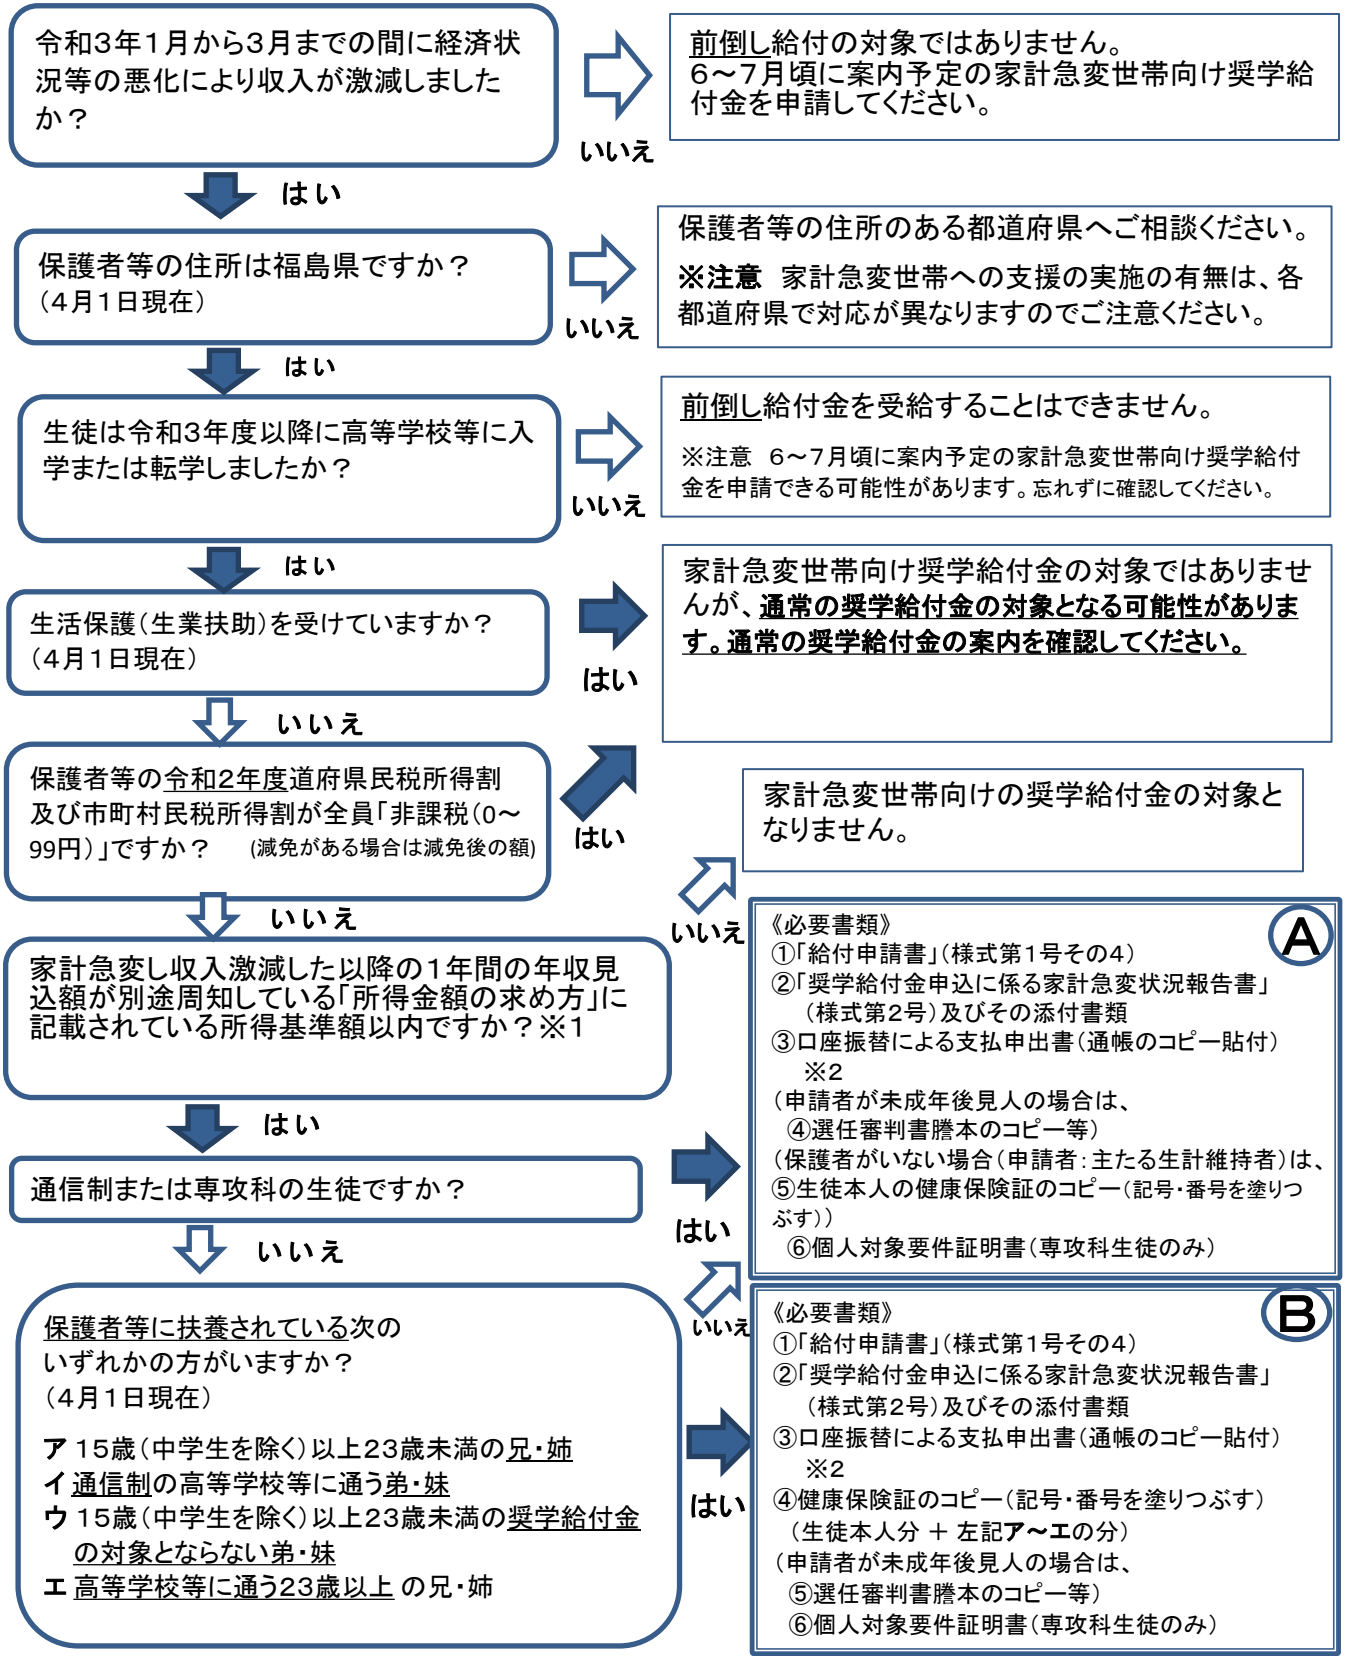 令和３年１月から３月までの間に経済状
況等の悪化により収入が激減しました
か？
いいえ
前倒し給付の対象ではありません。
６～７月頃に案内予定の家計急変世帯向け奨学給
付金を申請してください。
はい
保護者等の住所は福島県ですか？
（４月１日現在）
いいえ
保護者等の住所のある都道府県へご相談ください。
※注意　家計急変世帯への支援の実施の有無は、各
都道府県で対応が異なりますのでご注意ください。
はい
生徒は令和３年度以降に高等学校等に入
学または転学しましたか？
いいえ
前倒し給付金を受給することはできません。
※注意　６～７月頃に案内予定の家計急変世帯向け奨学給付
金を申請できる可能性があります。忘れずに確認してください。
はい
生活保護（生業扶助）を受けていますか？
（４月１日現在）
はい
家計急変世帯向け奨学給付金の対象ではありませ
んが、通常の奨学給付金の対象となる可能性がありま
す。通常の奨学給付金の案内を確認してください。
いいえ
保護者等の令和２年度道府県民税所得割
及び市町村民税所得割が全員「非課税（0～
99円）」ですか？　(減免がある場合は減免後の額)
はい
いいえ
家計急変し収入激減した以降の１年間の年収見
込額が別途周知している「所得金額の求め方」に
記載されている所得基準額以内ですか？※１
いいえ
家計急変世帯向けの奨学給付金の対象と
なりません。
はい
通信制または専攻科の生徒ですか？
はい
A
《必要書類》
①「給付申請書」（様式第１号その４）
②「奨学給付金申込に係る家計急変状況報告書」
（様式第２号）及びその添付書類
③口座振替による支払申出書（通帳のコピー貼付）
※２
（申請者が未成年後見人の場合は、
④選任審判書謄本のコピー等）
（保護者がいない場合（申請者：主たる生計維持者）は、
⑤生徒本人の健康保険証のコピー（記号・番号を塗りつ
ぶす））
⑥個人対象要件証明書（専攻科生徒のみ）
いいえ
保護者等に扶養されている次の
いずれかの方がいますか？
（４月１日現在）
ア １５歳（中学生を除く）以上２３歳未満の兄・姉
イ 通信制の高等学校等に通う弟・妹
ウ １５歳（中学生を除く）以上２３歳未満の奨学給付金
の対象とならない弟・妹
エ 高等学校等に通う２３歳以上 の兄・姉
いいえ
はい
B
《必要書類》
①「給付申請書」（様式第１号その４）
②「奨学給付金申込に係る家計急変状況報告書」
（様式第２号）及びその添付書類
③口座振替による支払申出書（通帳のコピー貼付）
※２
④健康保険証のコピー（記号・番号を塗りつぶす）
（生徒本人分 ＋ 左記ア～エの分）
（申請者が未成年後見人の場合は、
⑤選任審判書謄本のコピー等）
⑥個人対象要件証明書（専攻科生徒のみ）